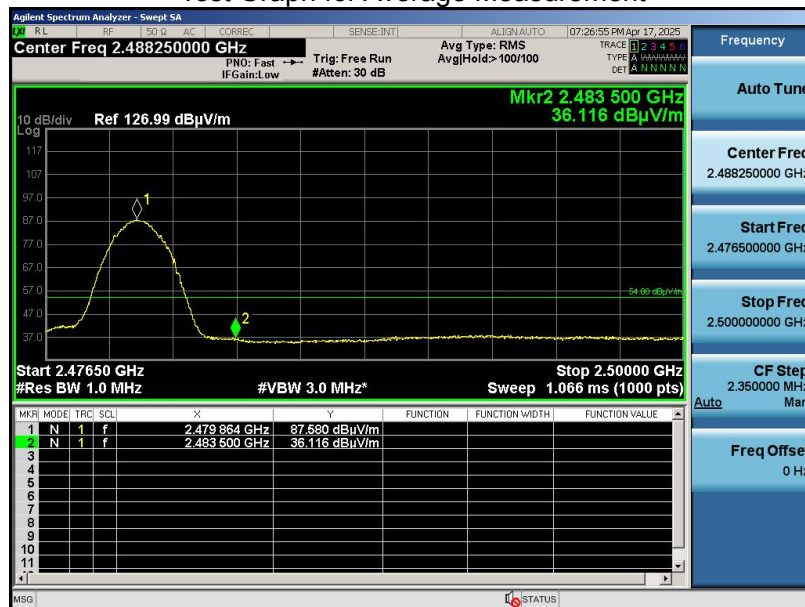 Agilent Spectrum Analyzer - Swept SA
RL RF 50 Ω AC CORREC SENSE:INT ALIGN AUTO 07:26:55 PM Apr 17, 2025
Center Freq 2.488250000 GHz
PNO: Fast
IFGain:Low
Trig: Free Run
#Atten: 30 dB
Avg Type: RMS
Avg|Hold:>100/100
TRACE 1 2 3 4 5 6
TYPE A
DET A N N N N N
Mkr2 2.483 500 GHz
36.116 dBµV/m
10 dB/div Ref 126.99 dBµV/m
Log
117
107
97.0
87.0
77.0
67.0
57.0
47.0
37.0
1
2
54.00 dBµV/m
Start 2.47650 GHz Stop 2.50000 GHz
#Res BW 1.0 MHz #VBW 3.0 MHz* Sweep 1.066 ms (1000 pts)
MKR MODE TRC SCL X Y FUNCTION FUNCTION WIDTH FUNCTION VALUE
1 N 1 f 2.479 864 GHz 87.580 dBµV/m
2 N 1 f 2.483 500 GHz 36.116 dBµV/m
3
4
5
6
7
8
9
10
11
MSG STATUS
Frequency
Auto Tune
Center Freq
2.488250000 GHz
Start Freq
2.476500000 GHz
Stop Freq
2.500000000 GHz
CF Step
2.350000 MHz
Auto Man
Freq Offset
0 Hz